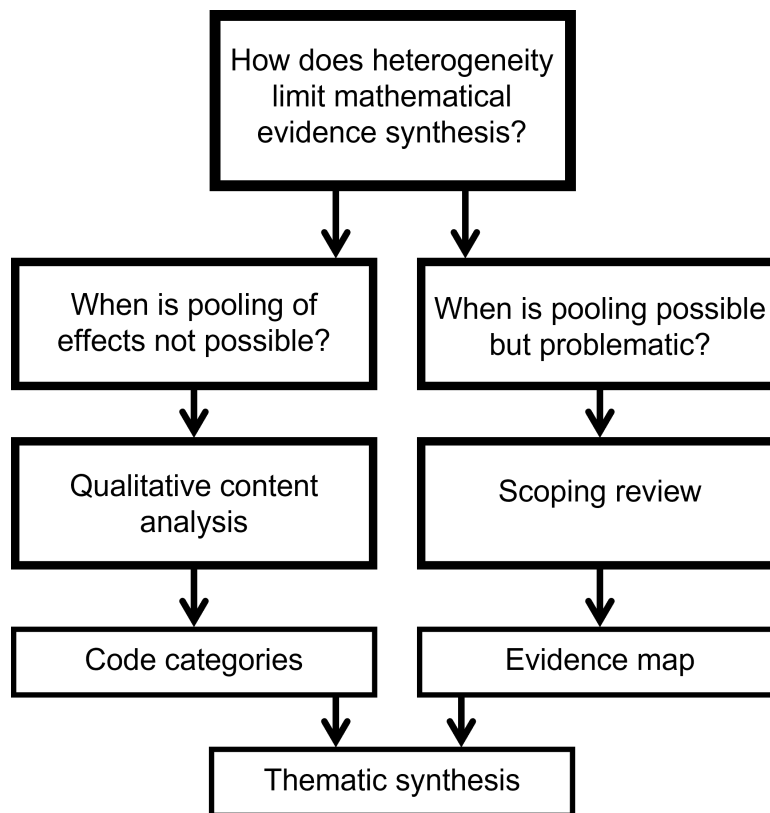 How does heterogeneity
limit mathematical
evidence synthesis?
When is pooling of
effects not possible?
When is pooling possible
but problematic?
Qualitative content
analysis
Scoping review
Code categories
Evidence map
Thematic synthesis